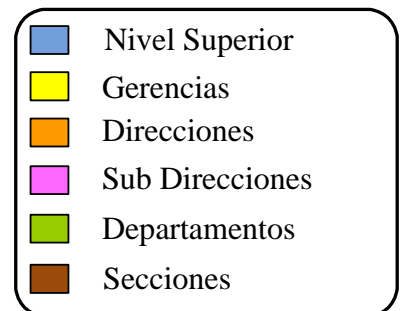 Nivel Superior
Gerencias
Direcciones
Sub Direcciones
Departamentos
Secciones